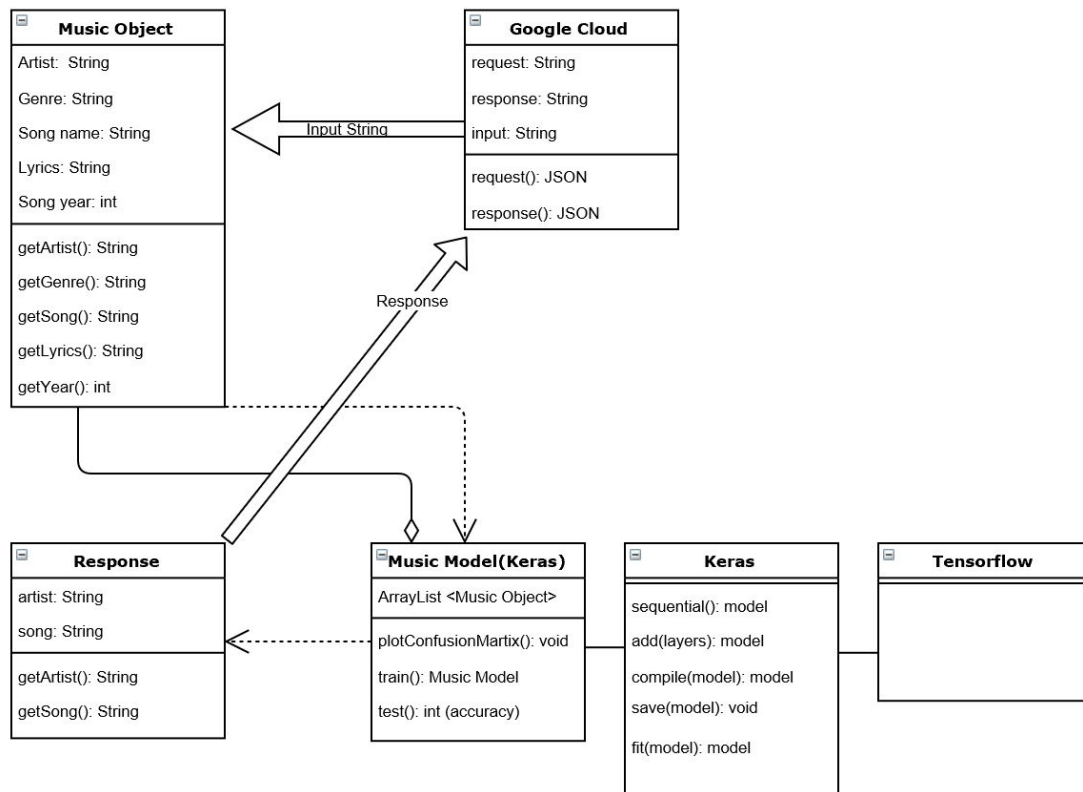 Music Object
Artist: String
Genre: String
Song name: String
Lyrics: String
Song year: int
getArtist(): String
getGenre(): String
getSong(): String
getLyrics(): String
getYear(): int
Input String
Google Cloud
request: String
response: String
input: String
request(): JSON
response(): JSON
Response
Response
artist: String
song: String
getArtist(): String
getSong(): String
Music Model(Keras)
ArrayList <Music Object>
plotConfusionMartix(): void
train(): Music Model
test(): int (accuracy)
Keras
sequential(): model
add(layers): model
compile(model): model
save(model): void
fit(model): model
Tensorflow